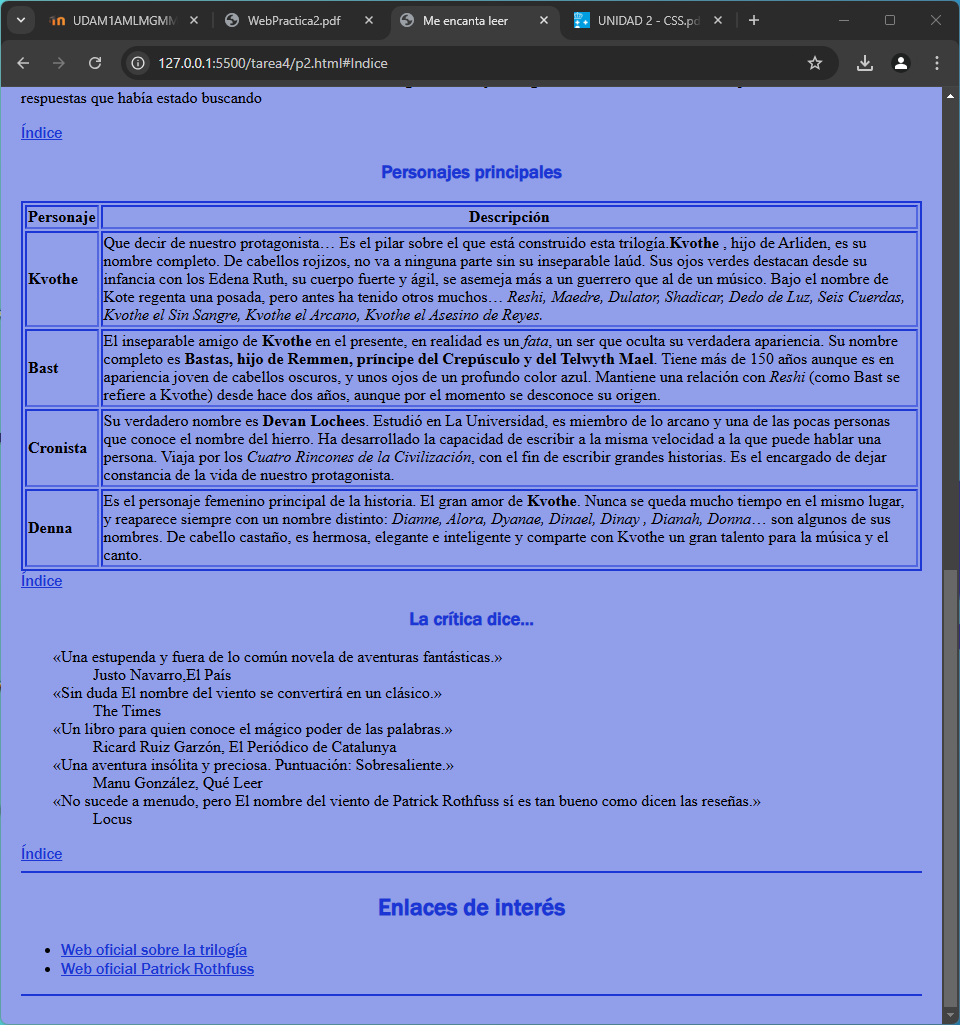 UDAM1AMLMGMM
WebPractica2.pdf
Me encanta leer
UNIDAD 2 - CSS.pd
127.0.0.1:5500/tarea4/p2.html#Indice
respuestas que había estado buscando
Índice
Personajes principales
Personaje Descripción
Kvothe
Que decir de nuestro protagonista… Es el pilar sobre el que está construido esta trilogía.Kvothe , hijo de Arliden, es su
nombre completo. De cabellos rojizos, no va a ninguna parte sin su inseparable laúd. Sus ojos verdes destacan desde su
infancia con los Edena Ruth, su cuerpo fuerte y ágil, se asemeja más a un guerrero que al de un músico. Bajo el nombre de
Kote regenta una posada, pero antes ha tenido otros muchos… Reshi, Maedre, Dulator, Shadicar, Dedo de Luz, Seis Cuerdas,
Kvothe el Sin Sangre, Kvothe el Arcano, Kvothe el Asesino de Reyes.
Bast
El inseparable amigo de Kvothe en el presente, en realidad es un fata, un ser que oculta su verdadera apariencia. Su nombre
completo es Bastas, hijo de Remmen, príncipe del Crepúsculo y del Telwyth Mael. Tiene más de 150 años aunque es en
apariencia joven de cabellos oscuros, y unos ojos de un profundo color azul. Mantiene una relación con Reshi (como Bast se
refiere a Kvothe) desde hace dos años, aunque por el momento se desconoce su origen.
Cronista
Su verdadero nombre es Devan Lochees. Estudió en La Universidad, es miembro de lo arcano y una de las pocas personas
que conoce el nombre del hierro. Ha desarrollado la capacidad de escribir a la misma velocidad a la que puede hablar una
persona. Viaja por los Cuatro Rincones de la Civilización, con el fin de escribir grandes historias. Es el encargado de dejar
constancia de la vida de nuestro protagonista.
Denna
Es el personaje femenino principal de la historia. El gran amor de Kvothe. Nunca se queda mucho tiempo en el mismo lugar,
y reaparece siempre con un nombre distinto: Dianne, Alora, Dyanae, Dinael, Dinay , Dianah, Donna… son algunos de sus
nombres. De cabello castaño, es hermosa, elegante e inteligente y comparte con Kvothe un gran talento para la música y el
canto.
Índice
La crítica dice...
«Una estupenda y fuera de lo común novela de aventuras fantásticas.»
Justo Navarro,El País
«Sin duda El nombre del viento se convertirá en un clásico.»
The Times
«Un libro para quien conoce el mágico poder de las palabras.»
Ricard Ruiz Garzón, El Periódico de Catalunya
«Una aventura insólita y preciosa. Puntuación: Sobresaliente.»
Manu González, Qué Leer
«No sucede a menudo, pero El nombre del viento de Patrick Rothfuss sí es tan bueno como dicen las reseñas.»
Locus
Índice
Enlaces de interés
Web oficial sobre la trilogía
Web oficial Patrick Rothfuss